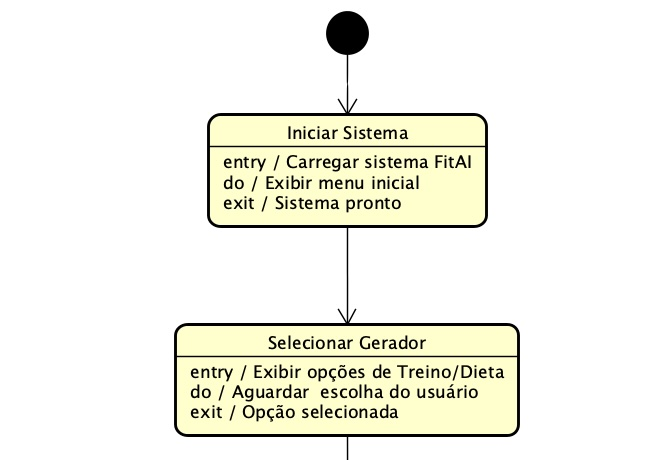 Iniciar Sistema
entry / Carregar sistema FitAI
do / Exibir menu inicial
exit / Sistema pronto
Selecionar Gerador
entry / Exibir opções de Treino/Dieta
do / Aguardar  escolha do usuário
exit / Opção selecionada